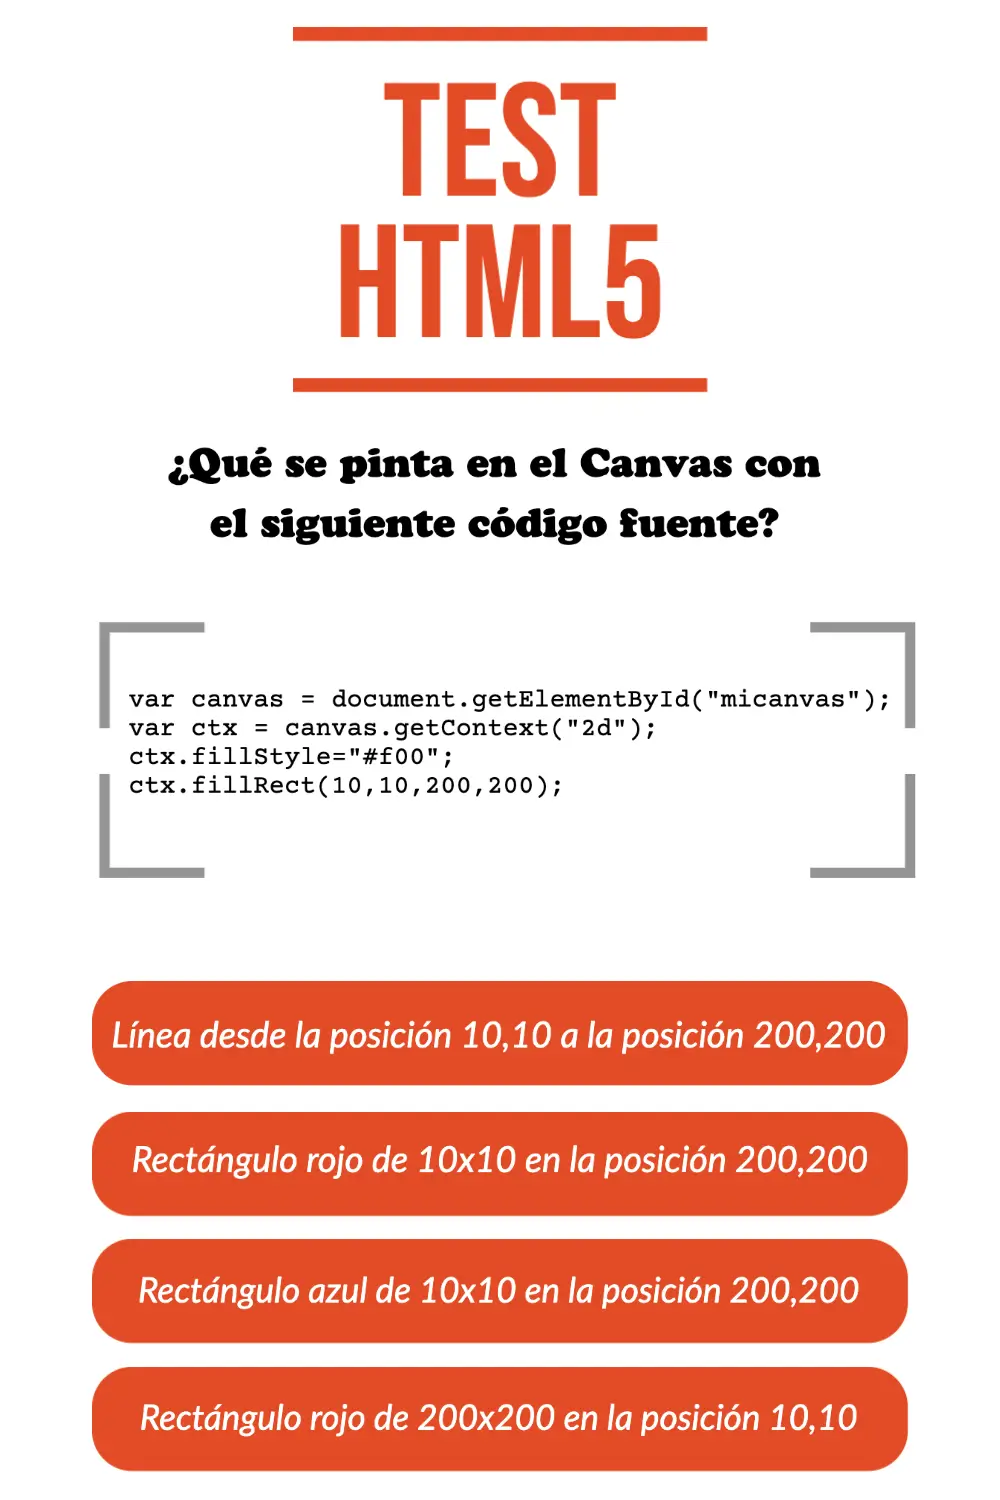 TEST
HTML5
¿Qué se pinta en el Canvas con
el siguiente código fuente?
var canvas = document.getElementById("micanvas");
var ctx = canvas.getContext("2d");
ctx.fillStyle="#f00";
ctx.fillRect(10,10,200,200);
Línea desde la posición 10,10 a la posición 200,200
Rectángulo rojo de 10x10 en la posición 200,200
Rectángulo azul de 10x10 en la posición 200,200
Rectángulo rojo de 200x200 en la posición 10,10